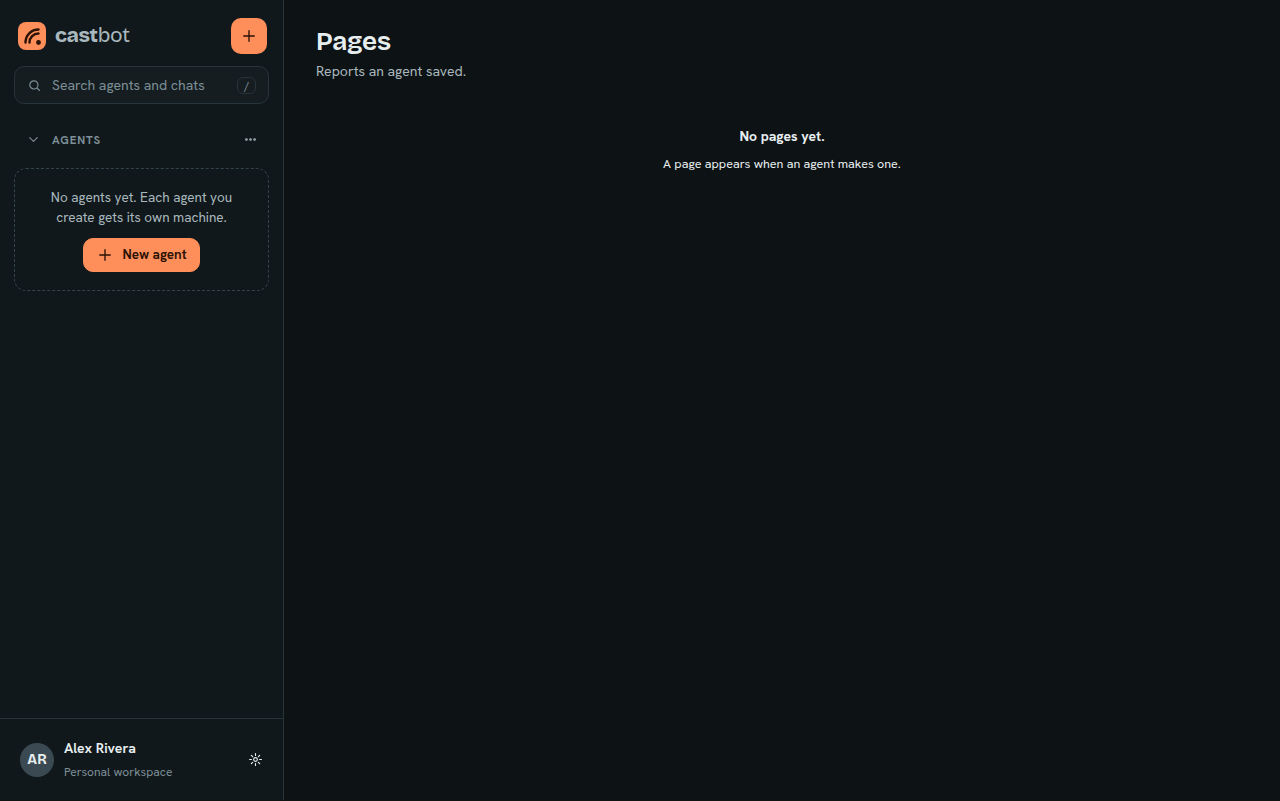 castbot
Search agents and chats /
AGENTS
No agents yet. Each agent you
create gets its own machine.
New agent
Alex Rivera
AR
Personal workspace
Pages
Reports an agent saved.
No pages yet.
A page appears when an agent makes one.